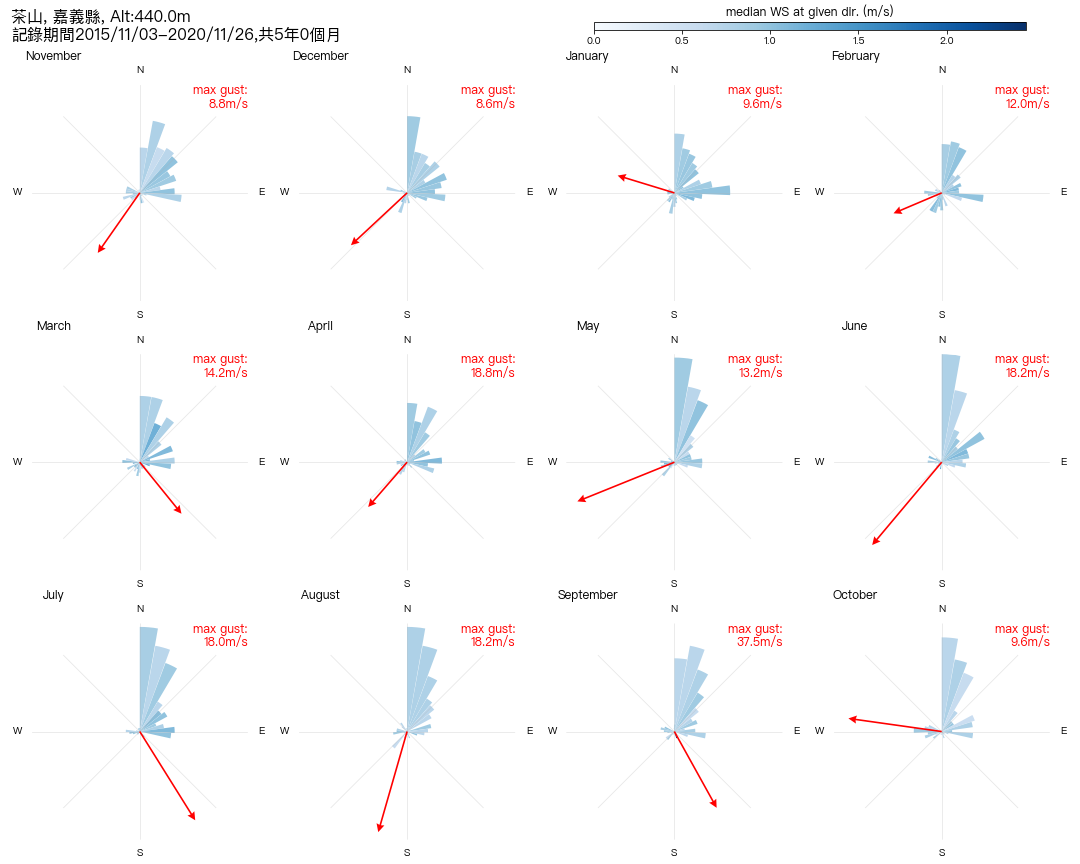 茶山, 嘉義縣, Alt:440.0m
記錄期間2015/11/03−2020/11/26,共5年0個月
median WS at given dir. (m/s)
0.0 0.5 1.0 1.5 2.0
November
N
max gust:
8.8m/s
W
E
S
December
N
max gust:
8.6m/s
W
E
January
N
max gust:
9.6m/s
W
E
February
N
max gust:
12.0m/s
W
E
March
N
max gust:
14.2m/s
W
E
S
April
N
max gust:
18.8m/s
W
E
May
S
N
max gust:
13.2m/s
W
E
S
June
S
N
max gust:
18.2m/s
W
E
S
July
N
max gust:
18.0m/s
W
E
S
August
S
N
max gust:
18.2m/s
W
E
S
September
N
max gust:
37.5m/s
W
E
S
October
N
max gust:
9.6m/s
W
E
S